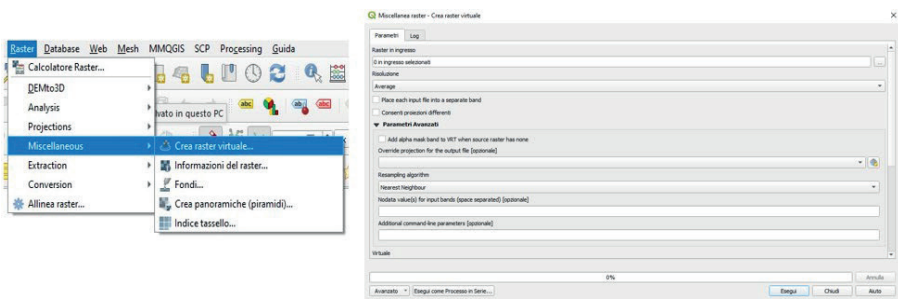 Raster Database Web Mesh MMQGIS SCP Processing Guida
Calcolatore Raster...
DEMto3D
Analysis
Projections
Miscellaneous
Extraction
Conversion
Allinea raster...
lvato in questo PC
abc
abc
abc
Crea raster virtuale...
Informazioni del raster...
Fondi...
Crea panoramiche (piramidi)...
Indice tassello...
Miscellanea raster - Crea raster virtuale
Parametri Log
Raster in ingresso
0 in ingresso selezionati
...
Risoluzione
Average
Place each input file into a separate band
Consenti proiezioni differenti
Parametri Avanzati
Add alpha mask band to VRT when source raster has none
Override projection for the output file [opzionale]
Resampling algorithm
Nearest Neighbour
Nodata value(s) for input bands (space separated) [opzionale]
Additional command-line parameters [opzionale]
Virtuale
0%
Annulla
Avanzato Esegui come Processo in Serie... Esegui Chiudi Aiuto